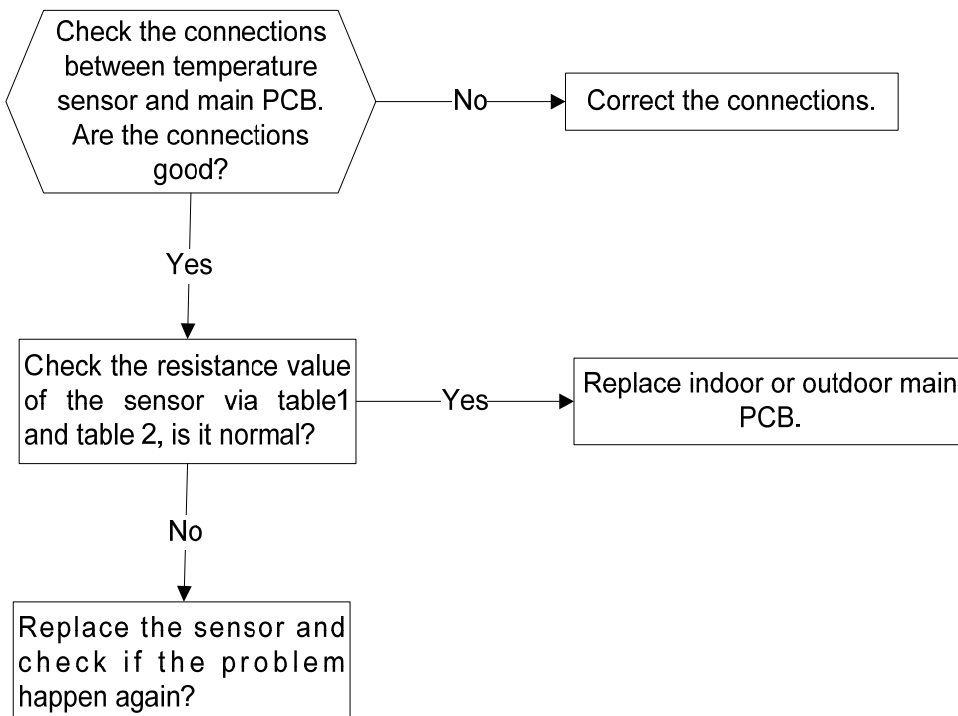 Check the connections
between temperature
sensor and main PCB.
Are the connections
good?
No
Correct the connections.
Yes
Check the resistance value
of the sensor via table1
and table 2, is it normal?
Yes
Replace indoor or outdoor main
PCB.
No
Replace the sensor and
check if the problem
happen again?